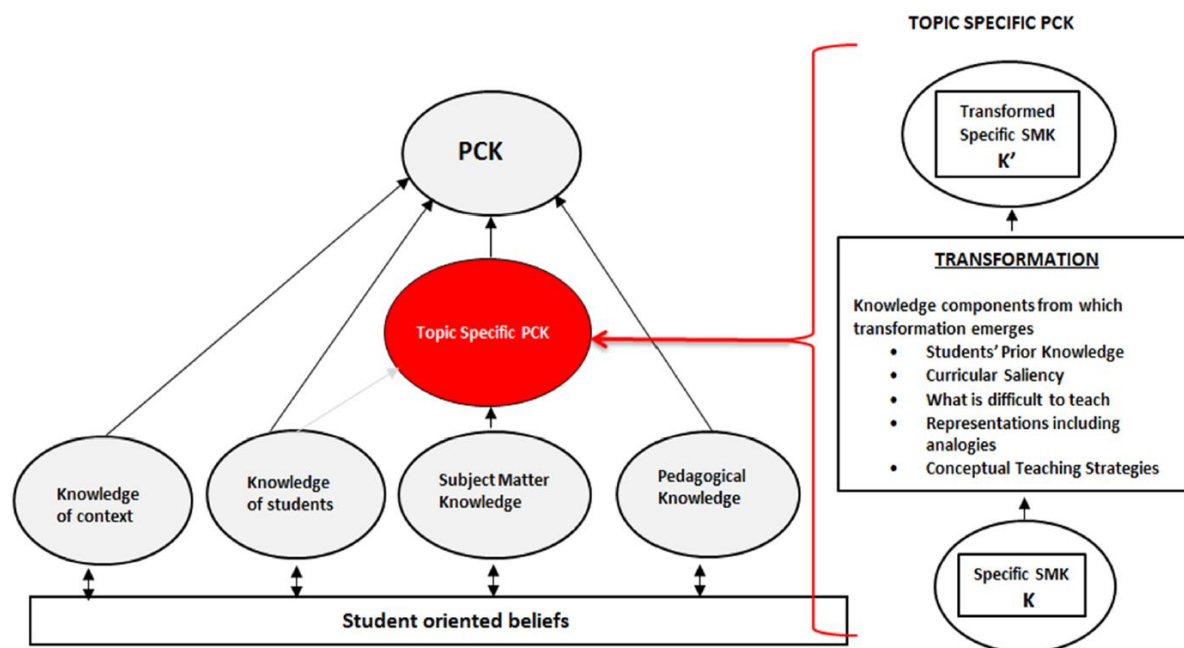 TOPIC SPECIFIC PCK
PCK
Topic Specific PCK
Knowledge
of context
Knowledge
of students
Subject Matter
Knowledge
Pedagogical
Knowledge
Student oriented beliefs
Transformed
Specific SMK
K’
TRANSFORMATION
Knowledge components from which
transformation emerges
• Students’ Prior Knowledge
• Curricular Saliency
• What is difficult to teach
• Representations including
analogies
• Conceptual Teaching Strategies
Specific SMK
K